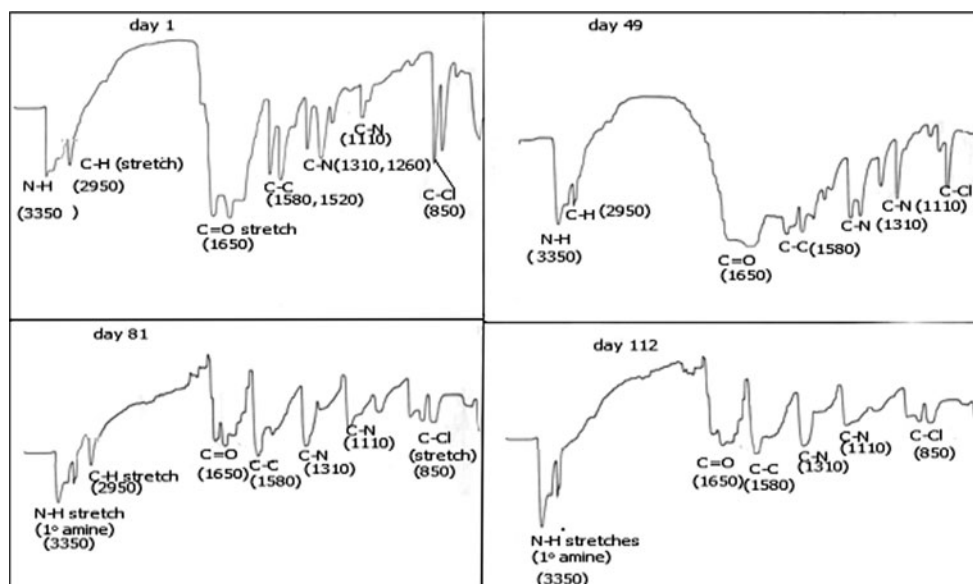 day 1
N-H
(3350 )
C-H (stretch)
(2950)
C=O stretch
(1650)
C-C
(1580,1520)
C-N(1310,1260)
C-N
(1110)
C-Cl
(850)
day 49
N-H
(3350)
C-H (2950)
C=O
(1650)
C-C (1580)
C-N
(1310)
C-N (1110)
C-Cl
day 81
N-H stretch
(1º amine)
(3350)
C-H stretch
(2950)
C=O
(1650)
C-C
(1580)
C-N
(1310)
C-N
(1110)
C-Cl
(stretch)
(850)
day 112
N-H stretches
(1º amine)
(3350)
C=O
(1650)
C-C
(1580)
C-N
(1310)
C-N
(1110)
C-Cl
(850)